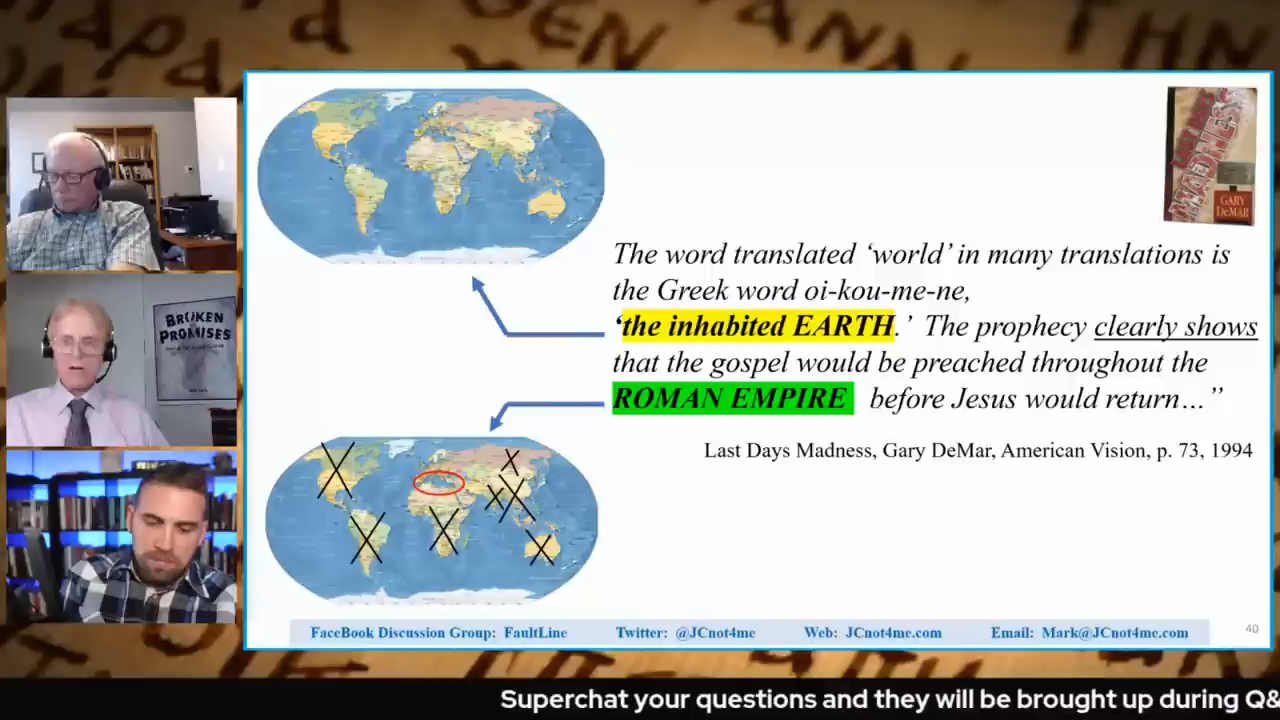 BROKEN
PROMISES
MADNESS
GARY
DEMAR
The word translated ‘world’ in many translations is
the Greek word oi-kou-me-ne,
‘the inhabited EARTH.’ The prophecy clearly shows
that the gospel would be preached throughout the
ROMAN EMPIRE before Jesus would return…”
Last Days Madness, Gary DeMar, American Vision, p. 73, 1994
FaceBook Discussion Group: FaultLine Twitter: @JCnot4me Web: JCnot4me.com Email: Mark@JCnot4me.com
40
Superchat your questions and they will be brought up during Q&